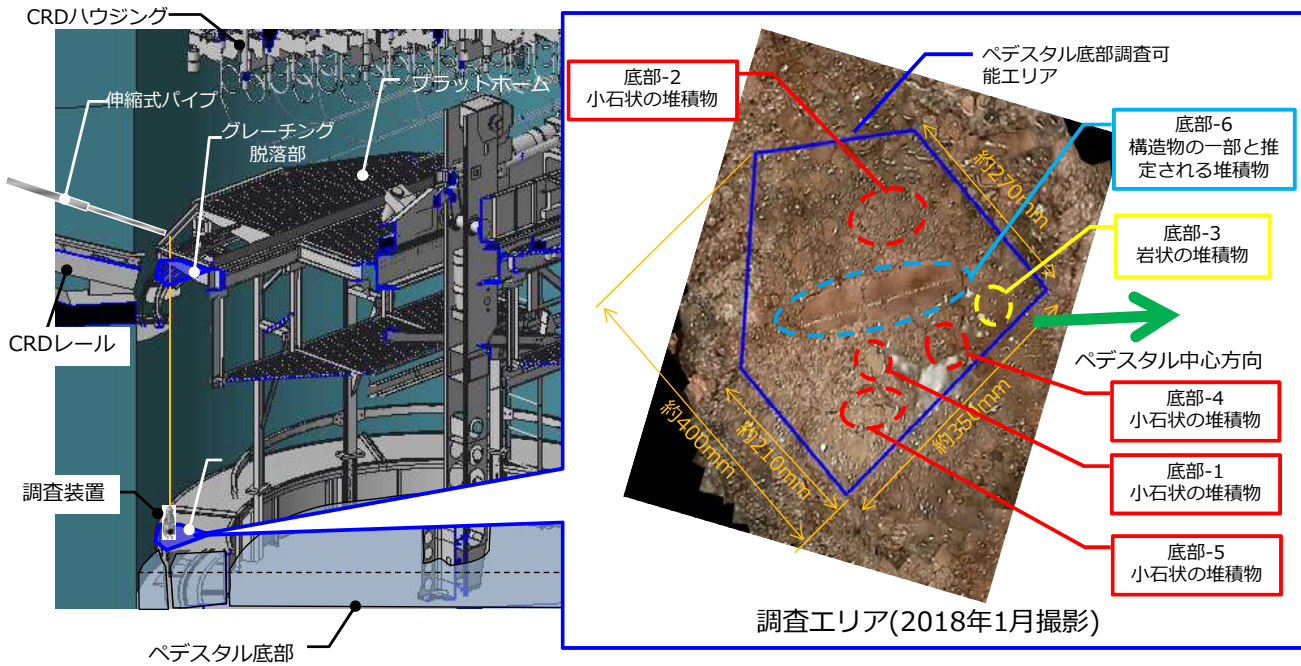 CRDハウジング
伸縮式パイプ
グレーチング
脱落部
プラットホーム
CRDレール
調査装置
ペデスタル底部
ペデスタル底部調査可
能エリア
底部-2
小石状の堆積物
底部-6
構造物の一部と推
定される堆積物
底部-3
岩状の堆積物
ペデスタル中心方向
底部-4
小石状の堆積物
底部-1
小石状の堆積物
底部-5
小石状の堆積物
約270mm
約350mm
約210mm
約400mm
調査エリア(2018年1月撮影)